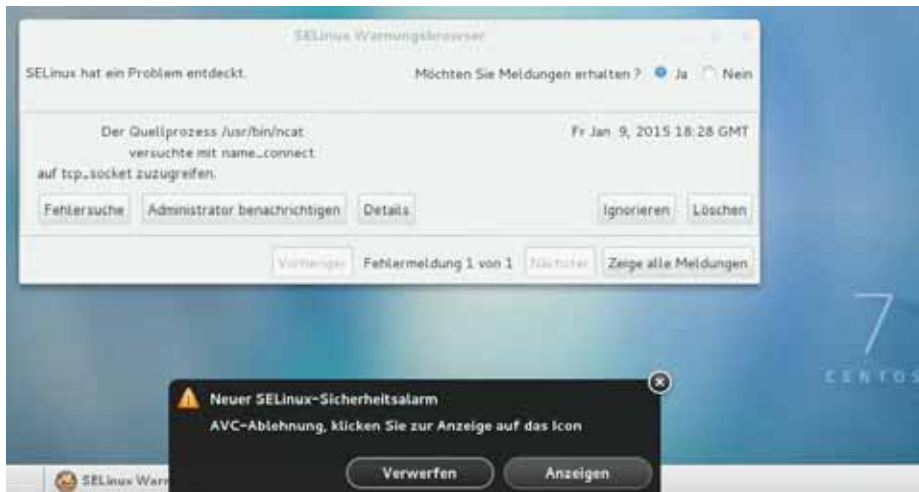 SELinux Warnungsbrowser
SELinux hat ein Problem entdeckt.
Möchten Sie Meldungen erhalten ? Ja Nein
Der Quellprozess /usr/bin/ncat
Fr Jan 9, 2015 18:28 GMT
versuchte mit name_connect
auf tcp_socket zuzugreifen.
Fehlersuche Administrator benachrichtigen Details Ignorieren Löschen
Vorheriger Fehlermeldung 1 von 1 Nächster Zeige alle Meldungen
7
CENTOS
Neuer SELinux-Sicherheitsalarm
AVC-Ablehnung, klicken Sie zur Anzeige auf das Icon
Verwerfen Anzeigen
SELinux Warn